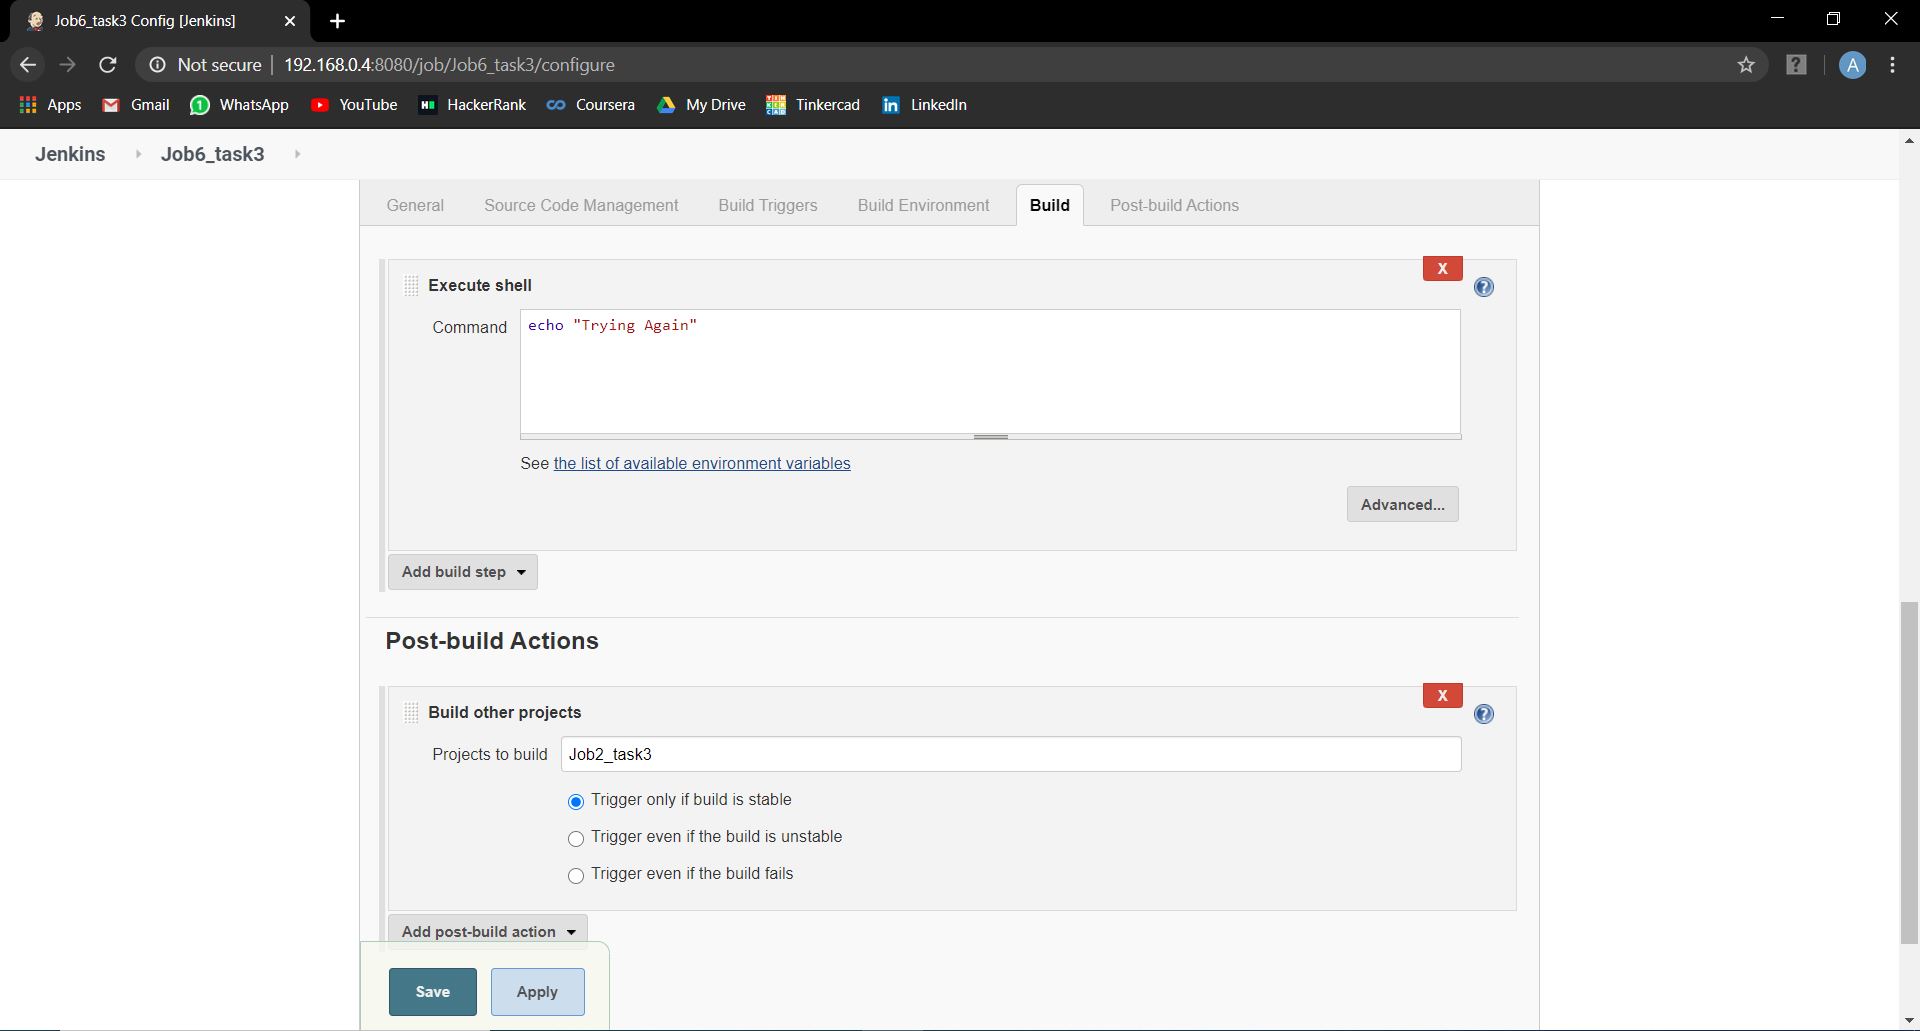 Job6_task3 Config [Jenkins]
Not secure | 192.168.0.4:8080/job/Job6_task3/configure
A
Apps Gmail WhatsApp YouTube HackerRank Coursera My Drive Tinkercad LinkedIn
Jenkins Job6_task3
General Source Code Management Build Triggers Build Environment Build Post-build Actions
X
Execute shell
Command echo "Trying Again"
See the list of available environment variables
Advanced...
Add build step
Post-build Actions
X
Build other projects
Projects to build Job2_task3
Trigger only if build is stable
Trigger even if the build is unstable
Trigger even if the build fails
Add post-build action
Save Apply